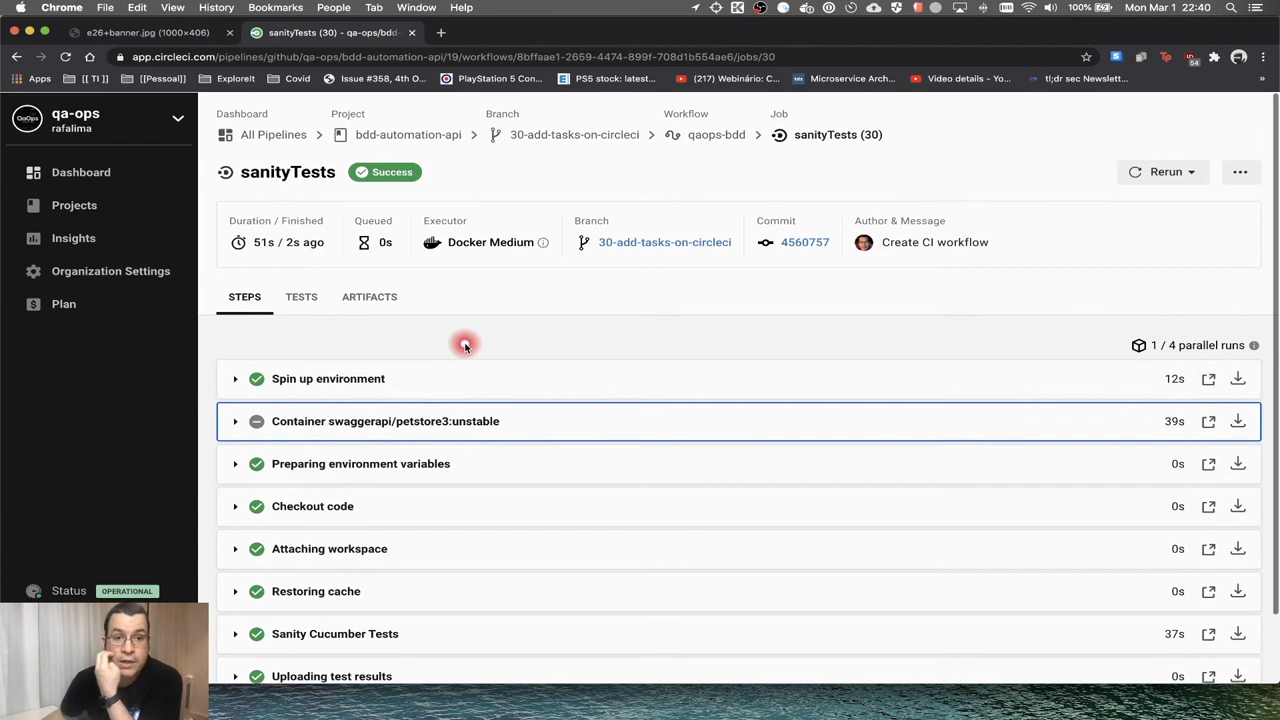 Chrome File Edit View History Bookmarks People Tab Window Help 100% Mon Mar 1 22:40
e26+banner.jpg (1000×406) sanityTests (30) - qa-ops/bdd-
app.circleci.com/pipelines/github/qa-ops/bdd-automation-api/19/workflows/8bffaae1-2659-4474-899f-708d1b554ae6/jobs/30
Apps [[ TI ]] [Pessoal] ExploreIt Covid Issue #358, 4th O... PlayStation 5 Con... PS5 stock: latest... (217) Webinário: C... Microservice Arch... Video details - Yo... tl;dr sec Newslett... »
54
QaOps
qa-ops
rafalima
Dashboard
Projects
Insights
Organization Settings
Plan
Status OPERATIONAL
Dashboard Project Branch Workflow Job
All Pipelines bdd-automation-api 30-add-tasks-on-circleci qaops-bdd sanityTests (30)
sanityTests Success Rerun
Duration / Finished Queued Executor Branch Commit Author & Message
51s / 2s ago 0s Docker Medium 30-add-tasks-on-circleci 4560757 Create CI workflow
STEPS TESTS ARTIFACTS
1 / 4 parallel runs
Spin up environment 12s
Container swaggerapi/petstore3:unstable 39s
Preparing environment variables 0s
Checkout code 0s
Attaching workspace 0s
Restoring cache 0s
Sanity Cucumber Tests 37s
Uploading test results 0s